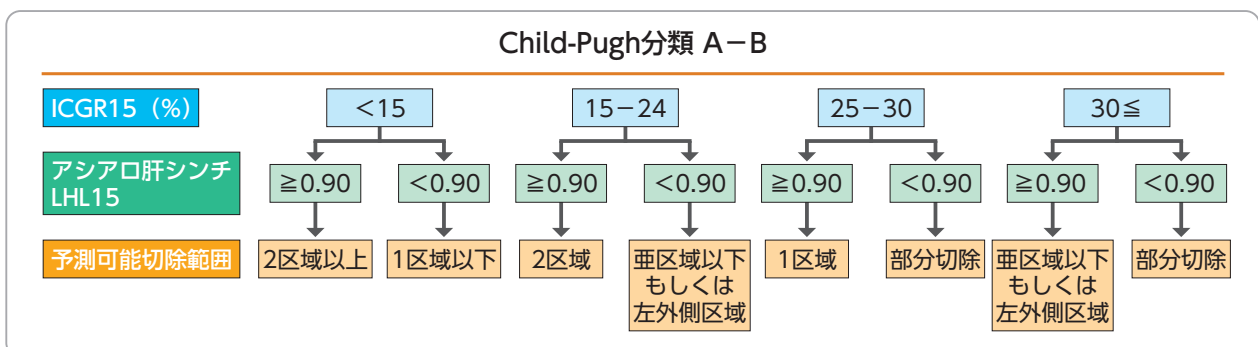 Child-Pugh分類 A－B
ICGR15（%） <15 15－24 25－30 30≦
アシアロ肝シンチ
LHL15
≧0.90 <0.90 ≧0.90 <0.90 ≧0.90 <0.90 ≧0.90 <0.90
予測可能切除範囲 2区域以上 1区域以下 2区域 亜区域以下 1区域 部分切除 亜区域以下 部分切除
もしくは もしくは
左外側区域 左外側区域